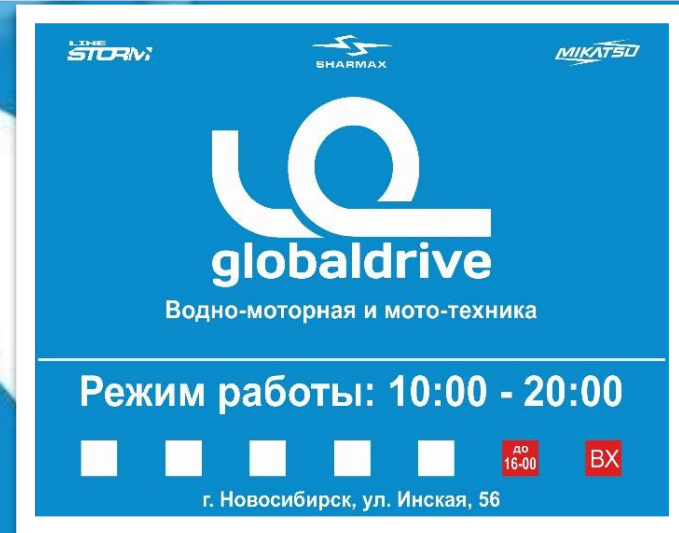 LINE
STORM
SHARMAX
MIKATSU
globaldrive
Водно-моторная и мото-техника
Режим работы: 10:00 - 20:00
до
16-00
ВХ
г. Новосибирск, ул. Инская, 56